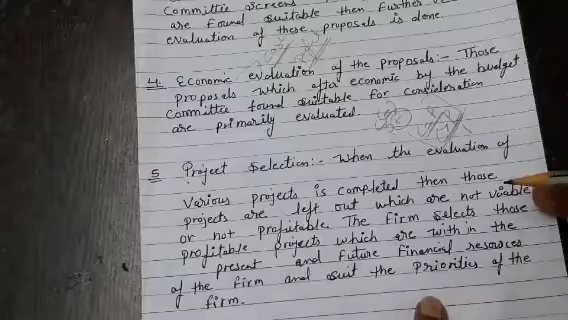 Committee screens
are found suitable then further
evaluation of these proposals is done.
4. Economic evaluation of the proposals:- Those
proposals which after economic by the budget
committee found suitable for consideration
are primarily evaluated.
5 Project Selection:- When the evaluation of
various projects is completed then those
projects are left out which are not viable
or not profitable. The firm selects those
profitable projects which are with in the
present and future financial resources
of the firm and suit the priorities of the
firm.